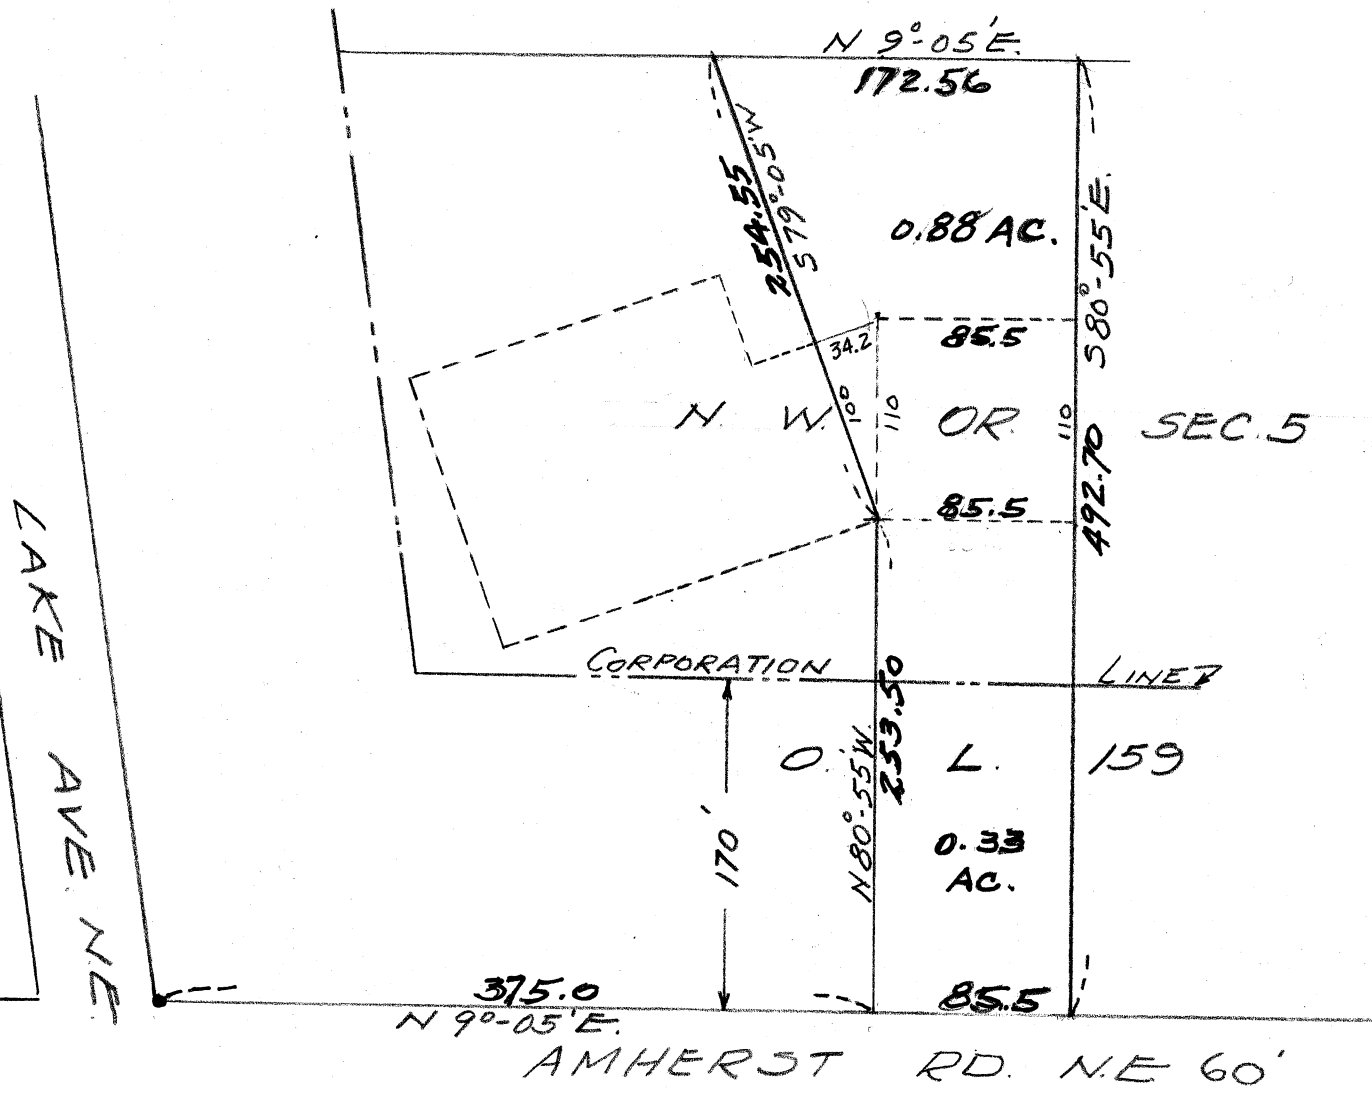 N 9°-05'E.
172.56
254.55
S 79°-05'W
0.88 AC.
S 80°-55'E.
492.70
34.2
85.5
100
110
110
N. W. OR. SEC. 5
85.5
CORPORATION LINE
253.50
N 80°-55'W.
O. L. 159
0.33
AC.
170'
LAKE AVE. N.E.
375.0
N 9°-05'E.
85.5
AMHERST RD. N.E 60'